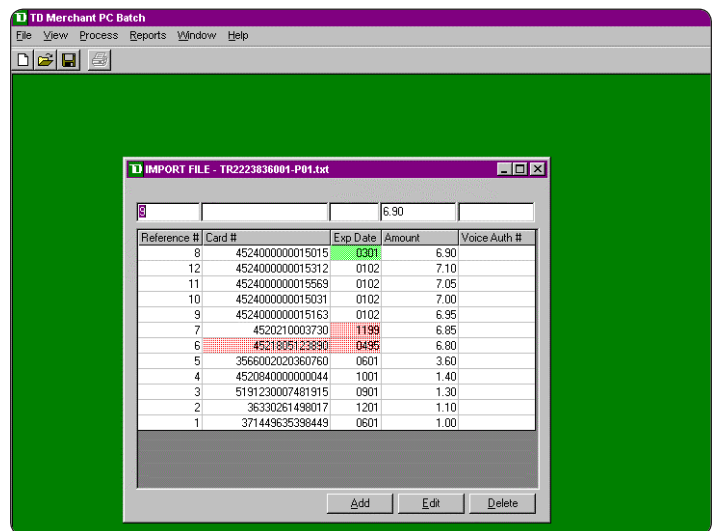 TD TD Merchant PC Batch
File View Process Reports Window Help
TD IMPORT FILE - TR2223836001-P01.txt
9 6.90
Reference # Card # Exp Date Amount Voice Auth #
8 4524000000015015 0301 6.90
12 4524000000015312 0102 7.10
11 4524000000015569 0102 7.05
10 4524000000015031 0102 7.00
9 4524000000015163 0102 6.95
7 4520210003730 1199 6.85
6 4521805123890 0495 6.80
5 3566002020360760 0601 3.60
4 4520840000000044 1001 1.40
3 5191230007481915 0901 1.30
2 36330261498017 1201 1.10
1 371449635398449 0601 1.00
Add Edit Delete